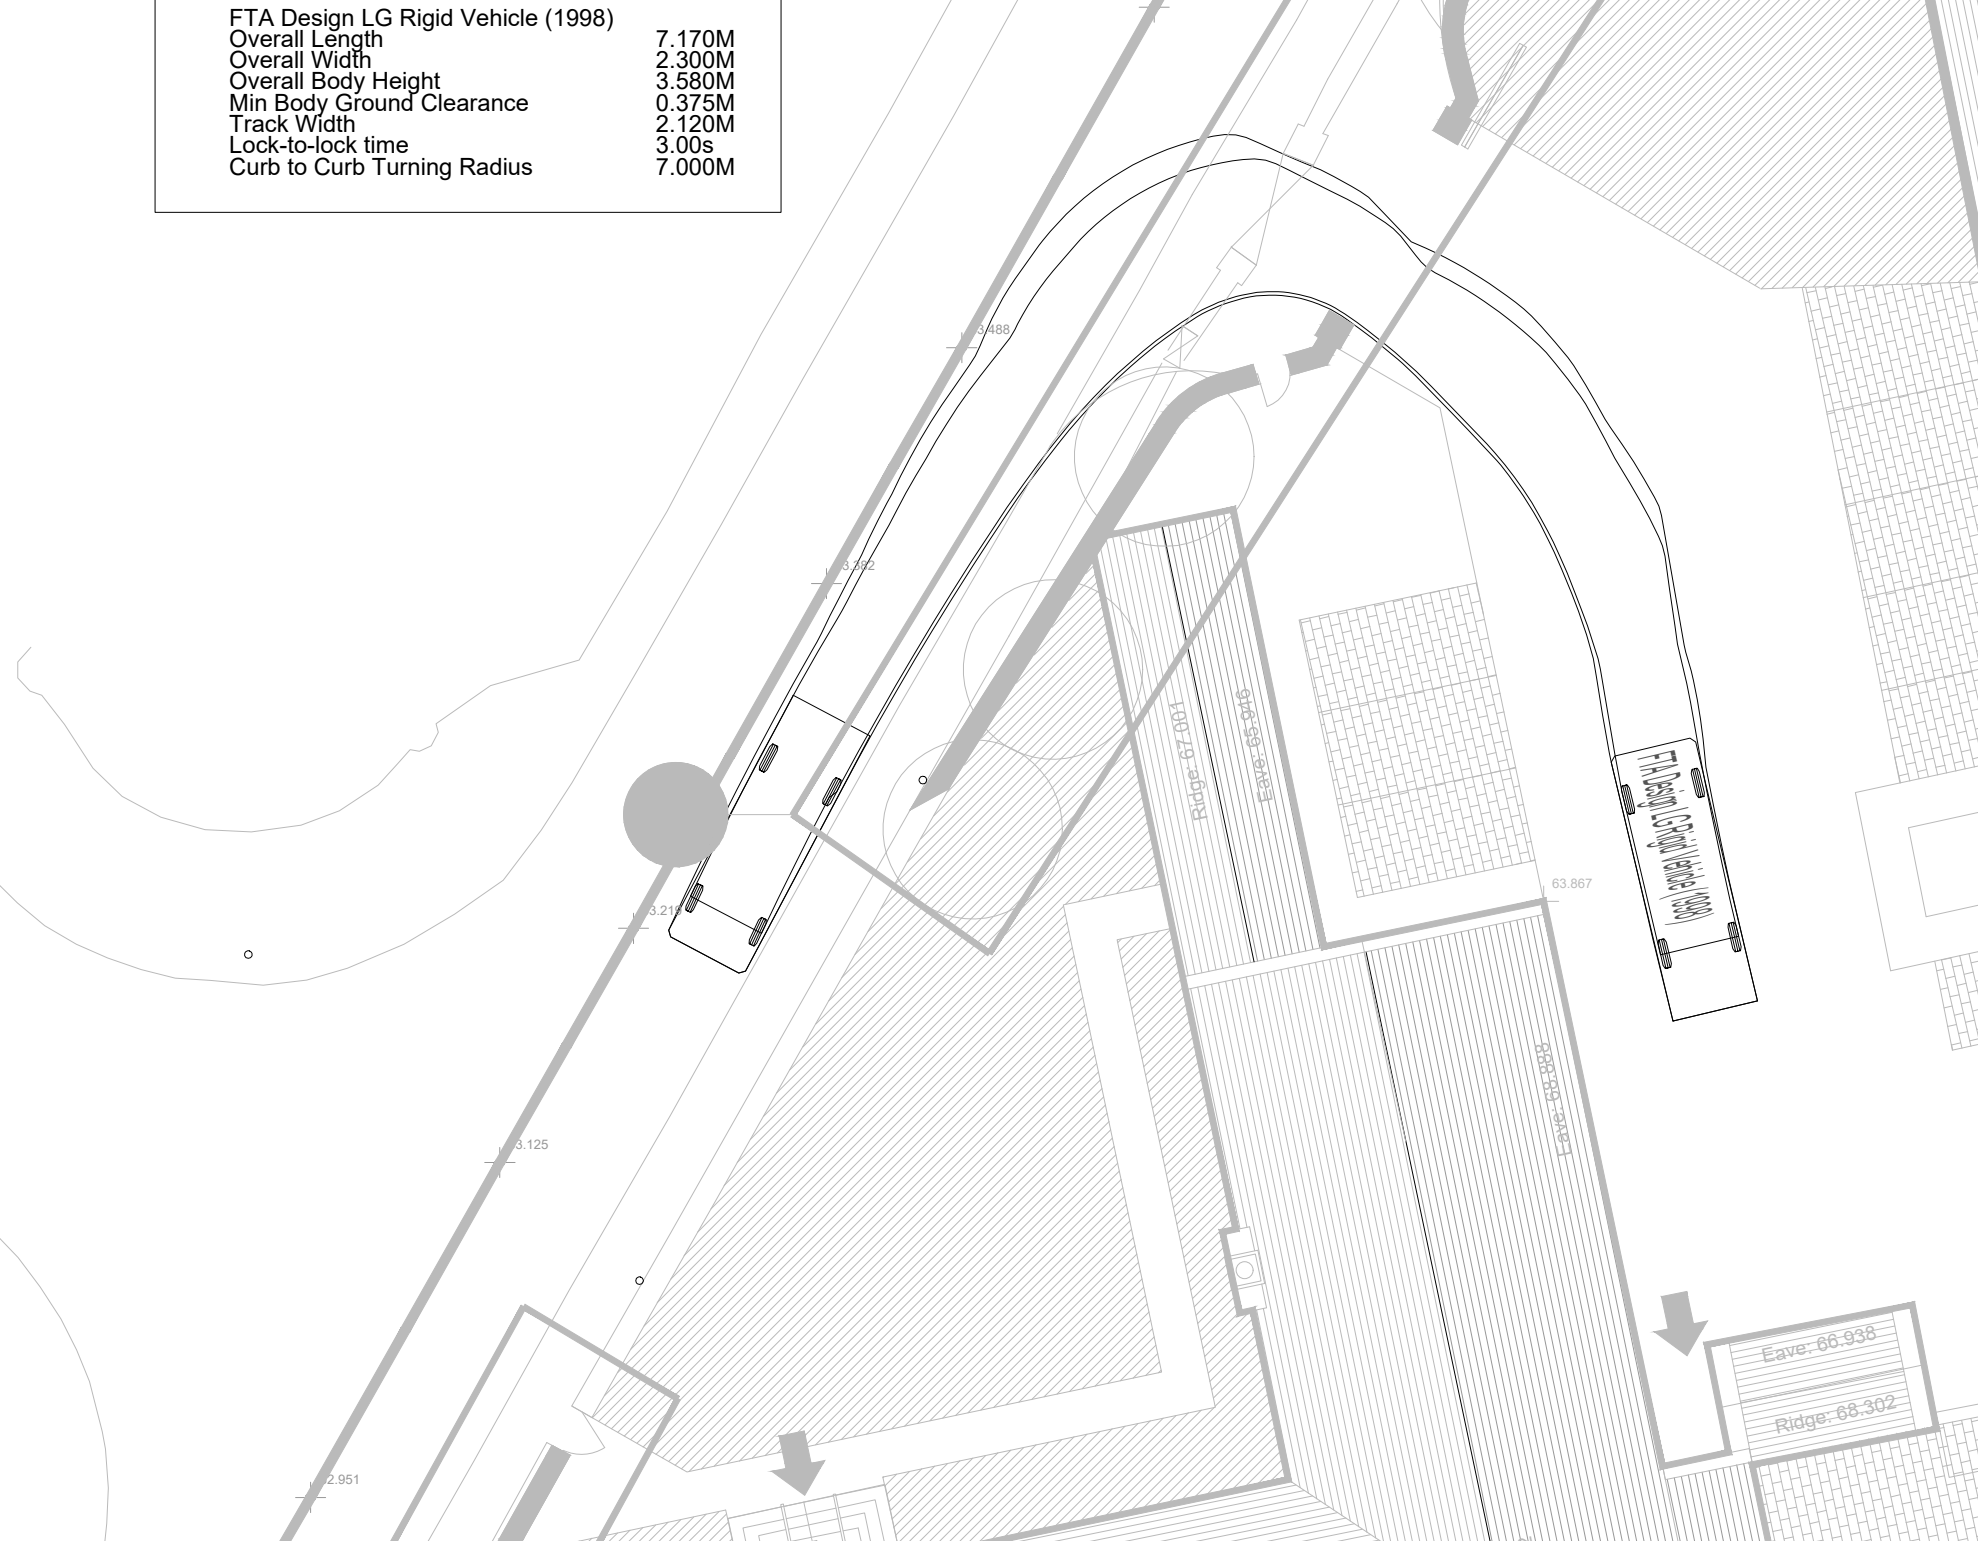 FTA Design LG Rigid Vehicle (1998)
Overall Length 7.170M
Overall Width 2.300M
Overall Body Height 3.580M
Min Body Ground Clearance 0.375M
Track Width 2.120M
Lock-to-lock time 3.00s
Curb to Curb Turning Radius 7.000M
3.488
3.382
Ridge: 67.001
Eave: 65.946
FTA Design LG Rigid Vehicle (1998)
63.867
3.219
Eave: 68.888
3.125
Eave: 66.938
Ridge: 68.302
2.951